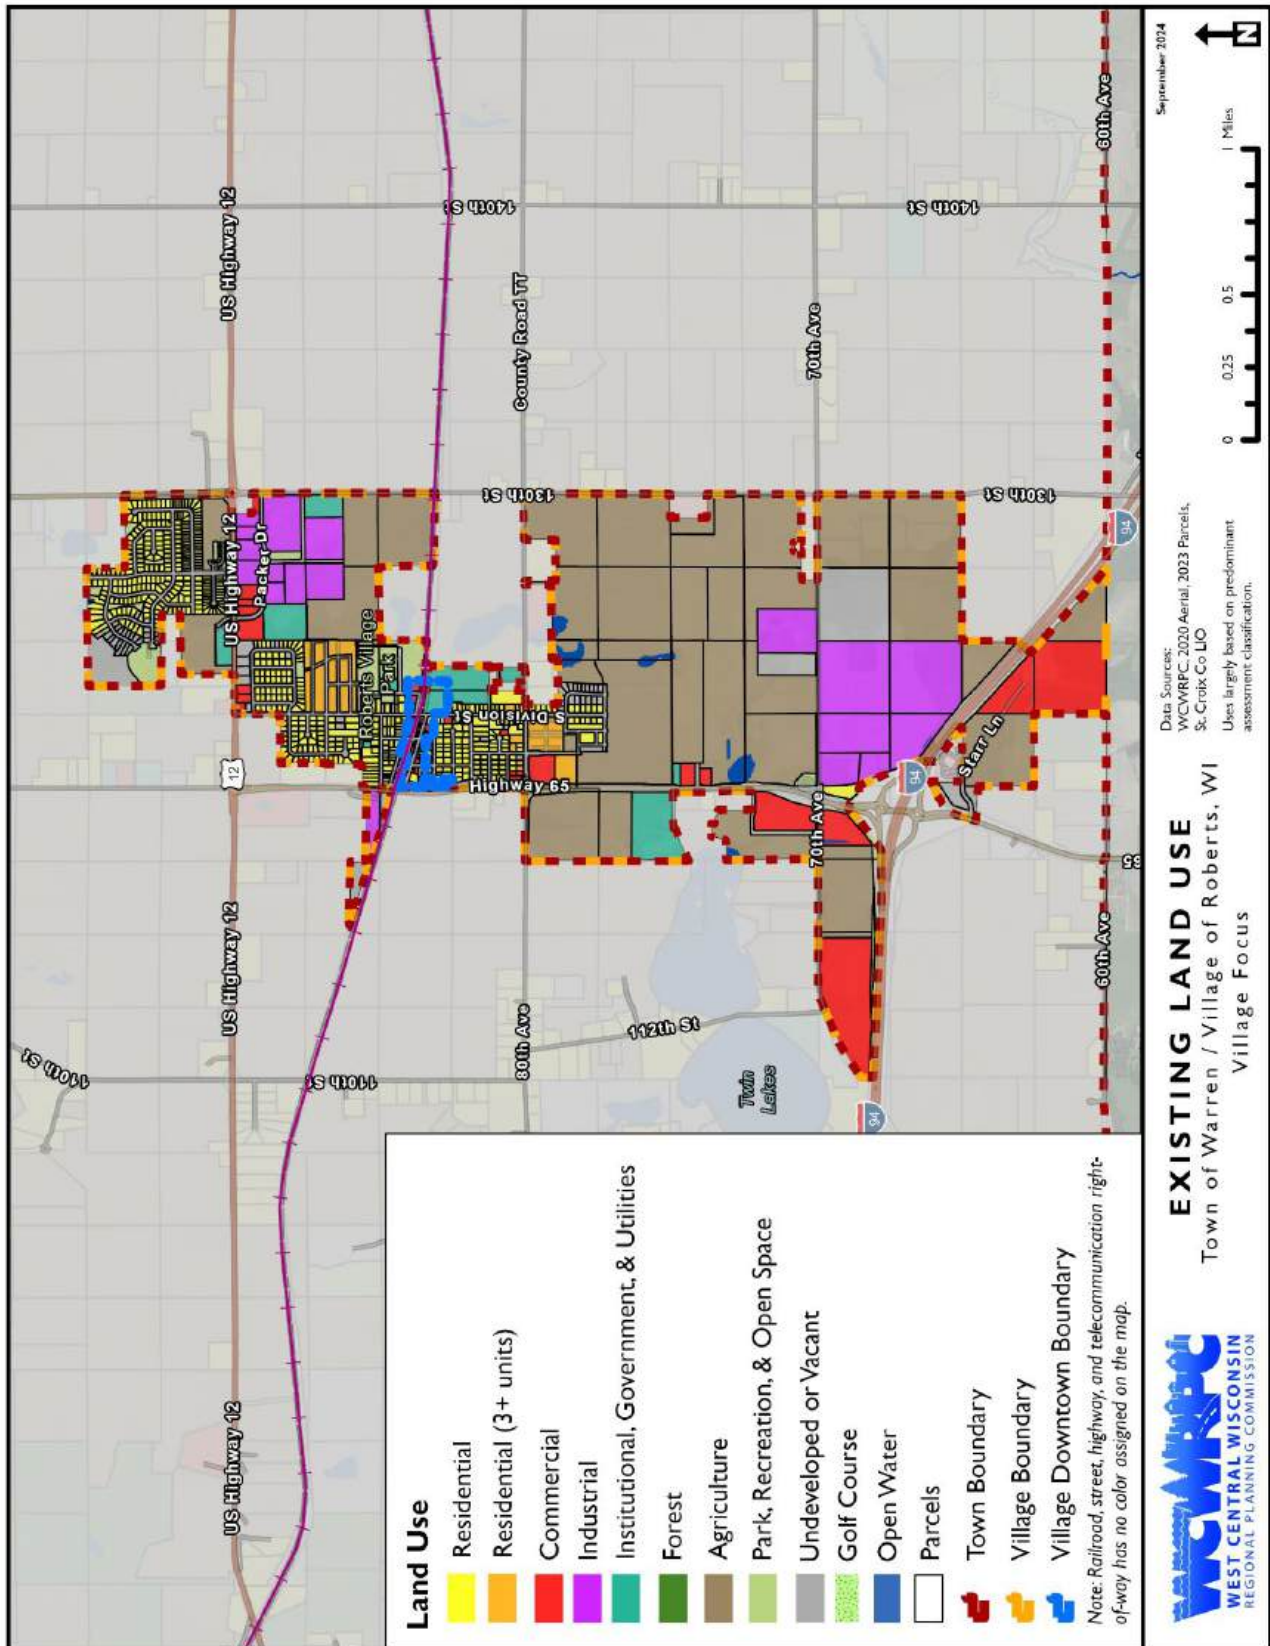 110th St
US Highway 12
US Highway 12
12
US Highway 12
US Highway 12
Packer Dr
110th St
Roberts Village
Park
140th St
S Division St
Highway 65
80th Ave
130th St
County Road TT
112th St
Twin
Lakes
70th Ave
70th Ave
94
94
Starr Ln
130th St
140th St
94
60th Ave
65
60th Ave
Land Use
Residential
Residential (3+ units)
Commercial
Industrial
Institutional, Government, & Utilities
Forest
Agriculture
Park, Recreation, & Open Space
Undeveloped or Vacant
Golf Course
Open Water
Parcels
Town Boundary
Village Boundary
Village Downtown Boundary
Note: Railroad, street, highway, and telecommunication right-
of-way has no color assigned on the map.
WCWRPC
WEST CENTRAL WISCONSIN
REGIONAL PLANNING COMMISSION
EXISTING LAND USE
Town of Warren / Village of Roberts, WI
Village Focus
Data Sources:
WCWRPC, 2020 Aerial, 2023 Parcels,
St. Croix Co LIO
Uses largely based on predominant
assessment classification.
September 2024
0 0.25 0.5 1 Miles
N